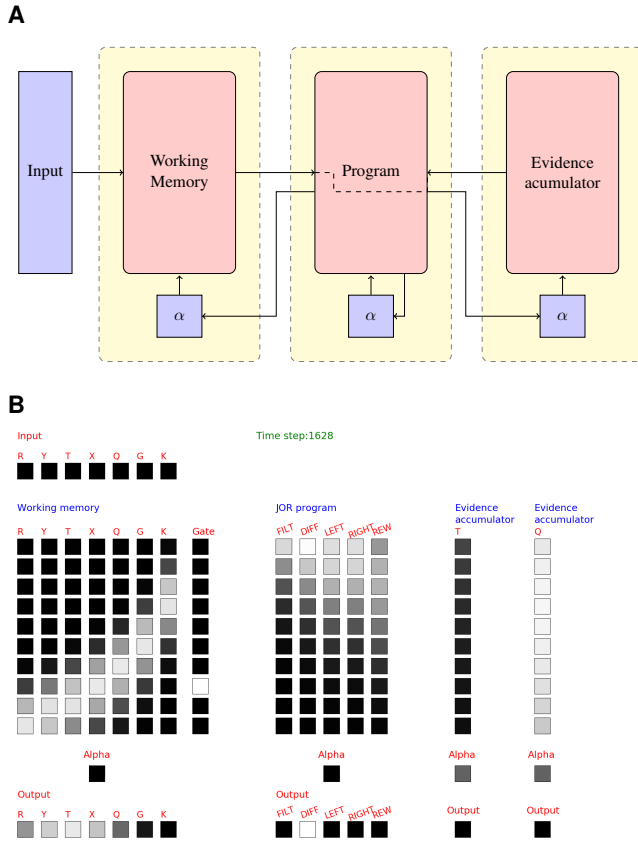 A
Input
Working
Memory
Program
Evidence
acumulator
α
α
α
B
Input
Time step:1628
R Y T X Q G K
Working memory
JOR program
Evidence
accumulator
Evidence
accumulator
R Y T X Q G K Gate
FILT DIFF LEFT RIGHT REW
T
Q
Alpha
Alpha
Alpha
Alpha
Output
Output
Output
Output
R Y T X Q G K
FILT DIFF LEFT RIGHT REW